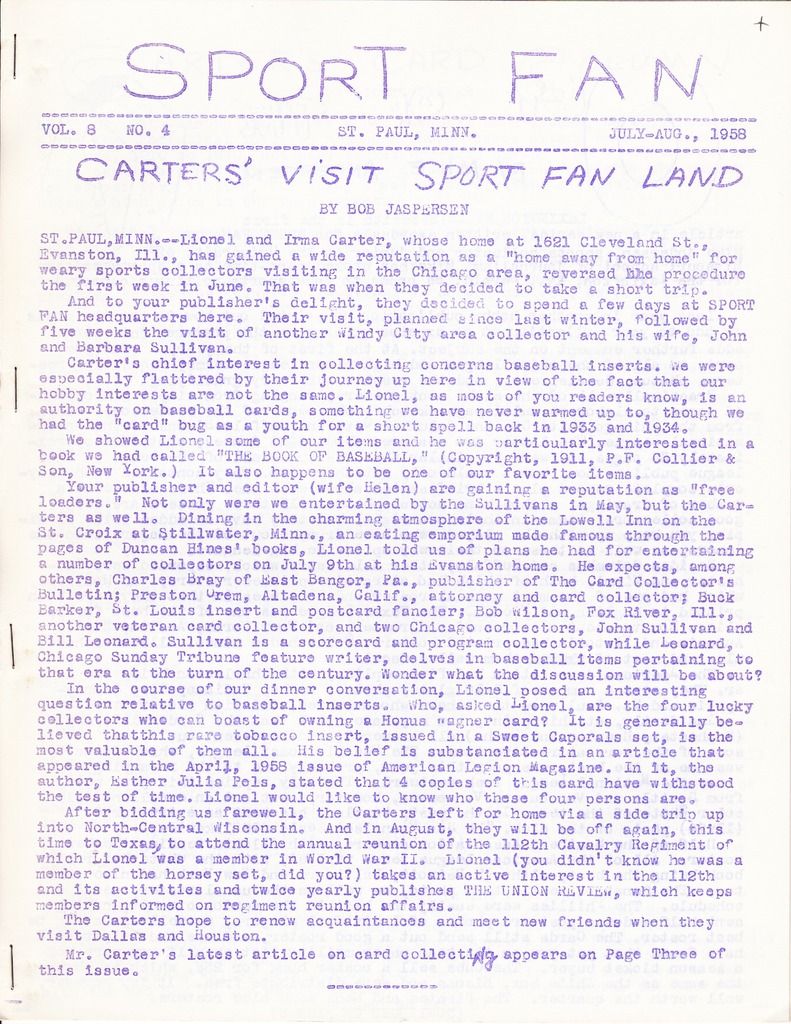 SPORT FAN
VOL. 8 NO. 4 ST. PAUL, MINN. JULY-AUG., 1958
CARTERS' VISIT SPORT FAN LAND
BY BOB JASPERSEN
ST.PAUL,MINN.--Lionel and Irma Carter, whose home at 1621 Cleveland St.,
Evanston, Ill., has gained a wide reputation as a "home away from home" for
weary sports collectors visiting in the Chicago area, reversed the procedure
the first week in June. That was when they decided to take a short trip.
And to your publisher's delight, they decided to spend a few days at SPORT
FAN headquarters here. Their visit, planned since last winter, followed by
five weeks the visit of another Windy City area collector and his wife, John
and Barbara Sullivan.
Carter's chief interest in collecting concerns baseball inserts. We were
especially flattered by their journey up here in view of the fact that our
hobby interests are not the same. Lionel, as most of you readers know, is an
authority on baseball cards, something we have never warmed up to, though we
had the "card" bug as a youth for a short spell back in 1933 and 1934.
We showed Lionel some of our items and he was particularly interested in a
book we had called "THE BOOK OF BASEBALL," (Copyright, 1911, P.F. Collier &
Son, New York.) It also happens to be one of our favorite items.
Your publisher and editor (wife Helen) are gaining a reputation as "free
loaders." Not only were we entertained by the Sullivans in May, but the Car-
ters as well. Dining in the charming atmosphere of the Lowell Inn on the
St. Croix at Stillwater, Minn., an eating emporium made famous through the
pages of Duncan Hines' books, Lionel told us of plans he had for entertaining
a number of collectors on July 9th at his Evanston home. He expects, among
others, Charles Bray of East Bangor, Pa., publisher of The Card Collector's
Bulletin; Preston Orem, Altadena, Calif., attorney and card collector; Buck
Barker, St. Louis insert and postcard fancier; Bob Wilson, Fox River, Ill.,
another veteran card collector, and two Chicago collectors, John Sullivan and
Bill Leonard. Sullivan is a scorecard and program collector, while Leonard,
Chicago Sunday Tribune feature writer, delves in baseball items pertaining to
that era at the turn of the century. Wonder what the discussion will be about?
In the course of our dinner conversation, Lionel posed an interesting
question relative to baseball inserts. Who, asked Lionel, are the four lucky
collectors who can boast of owning a Honus Wagner card? It is generally be-
lieved thatthis rare tobacco insert, issued in a Sweet Caporals set, is the
most valuable of them all. His belief is substanciated in an article that
appeared in the April, 1958 issue of American Legion Magazine. In it, the
author, Esther Julia Pels, stated that 4 copies of this card have withstood
the test of time. Lionel would like to know who these four persons are.
After bidding us farewell, the Carters left for home via a side trip up
into North-Central Wisconsin. And in August, they will be off again, this
time to Texas, to attend the annual reunion of the 112th Cavalry Regiment of
which Lionel was a member in World War II. Lionel (you didn't know he was a
member of the horsey set, did you?) takes an active interest in the 112th
and its activities and twice yearly publishes THE UNION REVIEW, which keeps
members informed on regiment reunion affairs.
The Carters hope to renew acquaintances and meet new friends when they
visit Dallas and Houston.
Mr. Carter's latest article on card collecting appears on Page Three of
this issue.